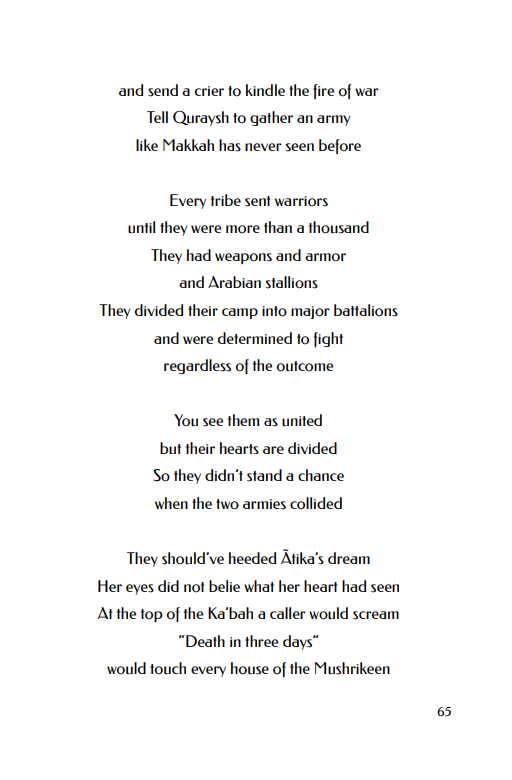 and send a crier to kindle the fire of war
Tell Quraysh to gather an army
like Makkah has never seen before
Every tribe sent warriors
until they were more than a thousand
They had weapons and armor
and Arabian stallions
They divided their camp into major battalions
and were determined to fight
regardless of the outcome
You see them as united
but their hearts are divided
So they didn't stand a chance
when the two armies collided
They should've heeded Ãtika's dream
Her eyes did not belie what her heart had seen
At the top of the Ka'bah a caller would scream
“Death in three days”
would touch every house of the Mushrikeen
65